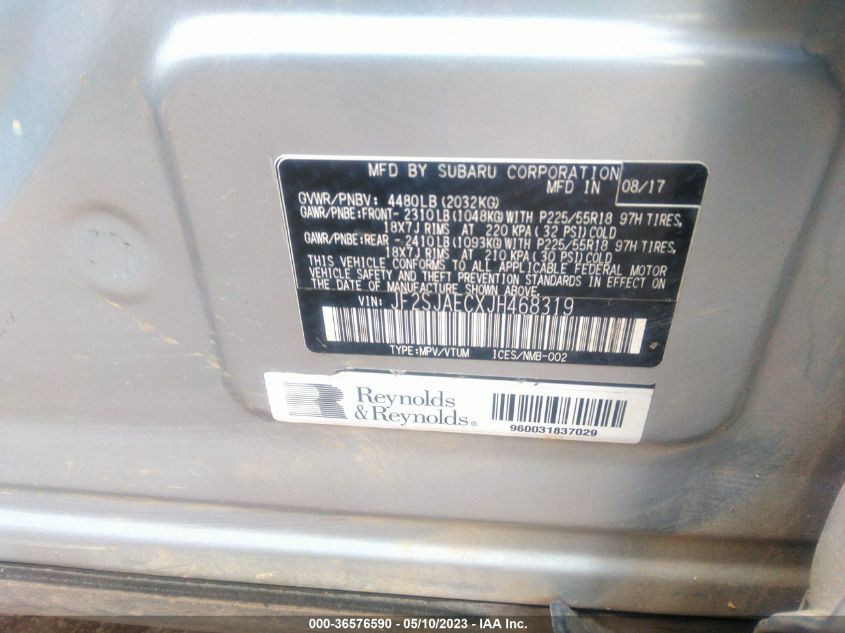 MFD BY SUBARU CORPORATION
MFD IN 08/17
GVWR/PNBV: 4480LB(2032KG)
GAWR/PNBE:FRONT- 2310LB(1048KG)WITH P225/55R18 97H TIRES,
18X7J RIMS AT 220 KPA(32 PSI)COLD
GAWR/PNBE:REAR -2410LB(1093KG)WITH P225/55R18 97H TIRES,
18X7J RIMS AT 210 KPA(30 PSI)COLD
THIS VEHICLE CONFORMS TO ALL APPLICABLE FEDERAL MOTOR
VEHICLE SAFETY AND THEFT PREVENTION STANDARDS IN EFFECT ON
THE DATE OF MANUFACTURE SHOWN ABOVE.
VIN: JF2SJAECXJH468319
TYPE:MPV/VTUM ICES/NMB-002
Reynolds
& Reynolds®
960031837029
000-36576590 - 05/10/2023 - IAA Inc.